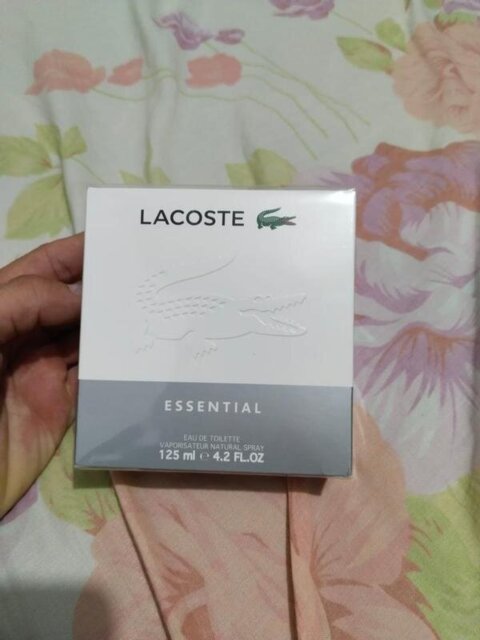 LACOSTE
ESSENTIAL
EAU DE TOILETTE
VAPORISATEUR NATURAL SPRAY
125 ml ℮ 4.2 FL.OZ